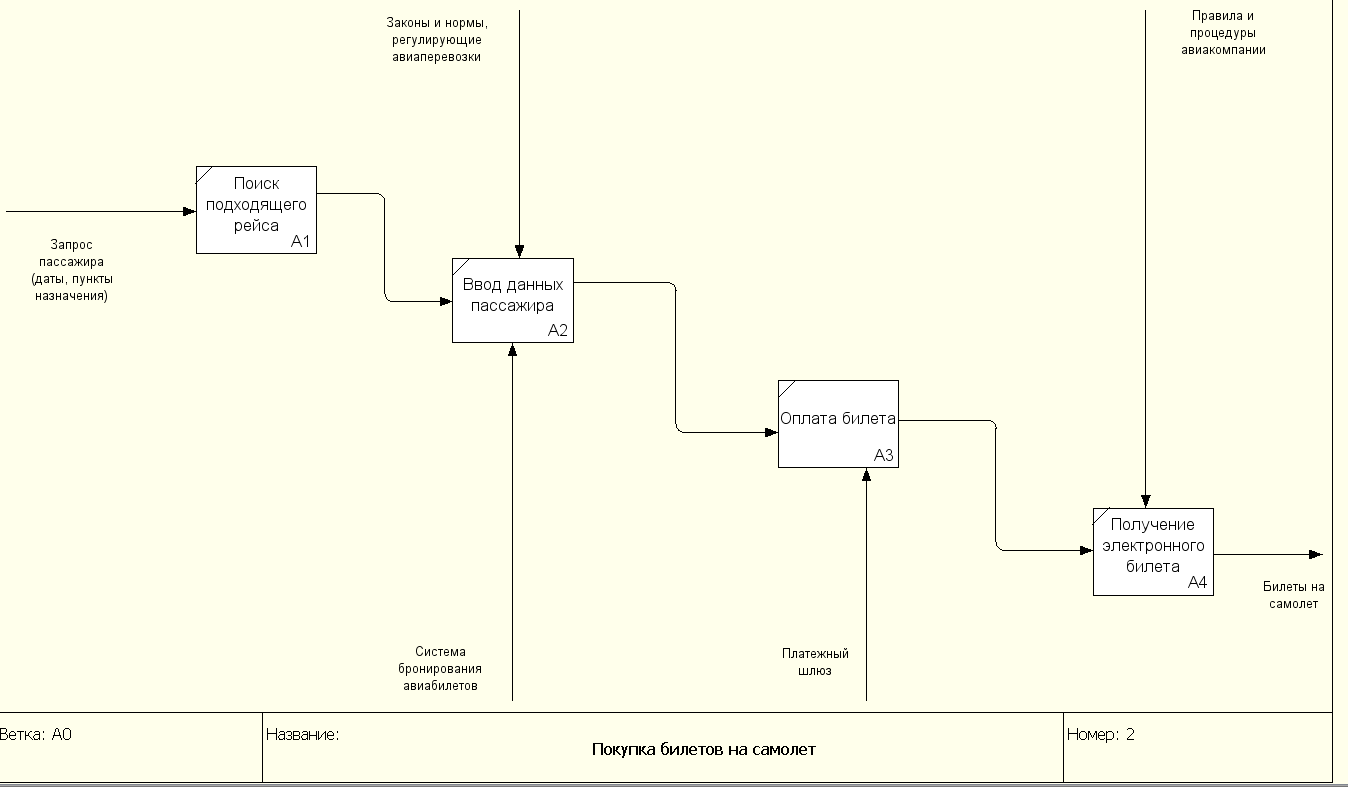 Законы и нормы,
регулирующие
авиаперевозки
Правила и
процедуры
авиакомпании
Поиск
подходящего
рейса
A1
Запрос
пассажира
(даты, пункты
назначения)
Ввод данных
пассажира
A2
Оплата билета
A3
Получение
электронного
билета
A4
Билеты на
самолет
Система
бронирования
авиабилетов
Платежный
шлюз
Ветка: A0
Название:
Покупка билетов на самолет
Номер: 2